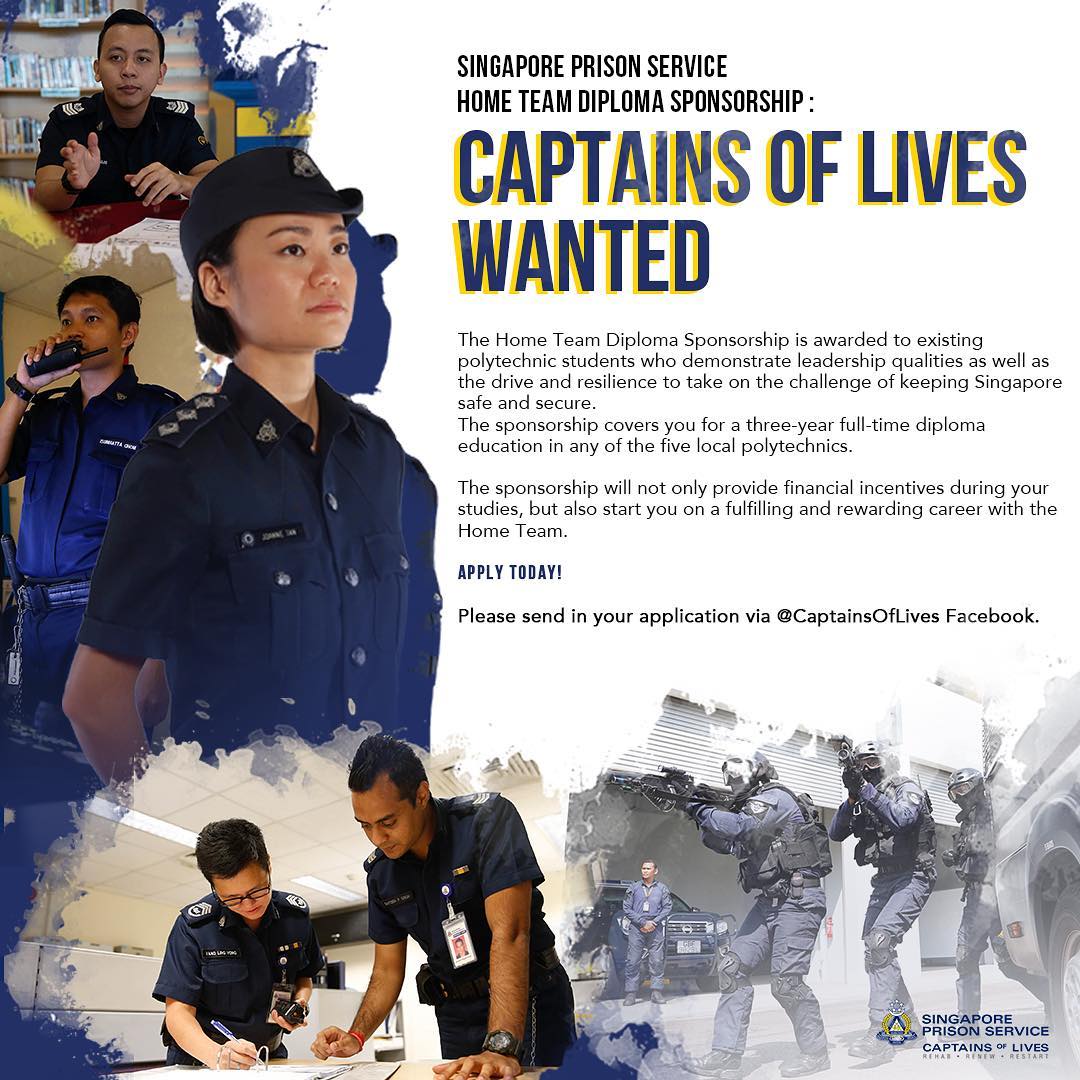 SINGAPORE PRISON SERVICE
HOME TEAM DIPLOMA SPONSORSHIP :
CAPTAINS OF LIVES
WANTED
The Home Team Diploma Sponsorship is awarded to existing
polytechnic students who demonstrate leadership qualities as well as
the drive and resilience to take on the challenge of keeping Singapore
safe and secure.
The sponsorship covers you for a three-year full-time diploma
education in any of the five local polytechnics.
The sponsorship will not only provide financial incentives during your
studies, but also start you on a fulfilling and rewarding career with the
Home Team.
APPLY TODAY!
Please send in your application via @CaptainsOfLives Facebook.
JOANNE TAN
SINGAPORE
PRISON SERVICE
CAPTAINS OF LIVES
REHAB • RENEW • RESTART